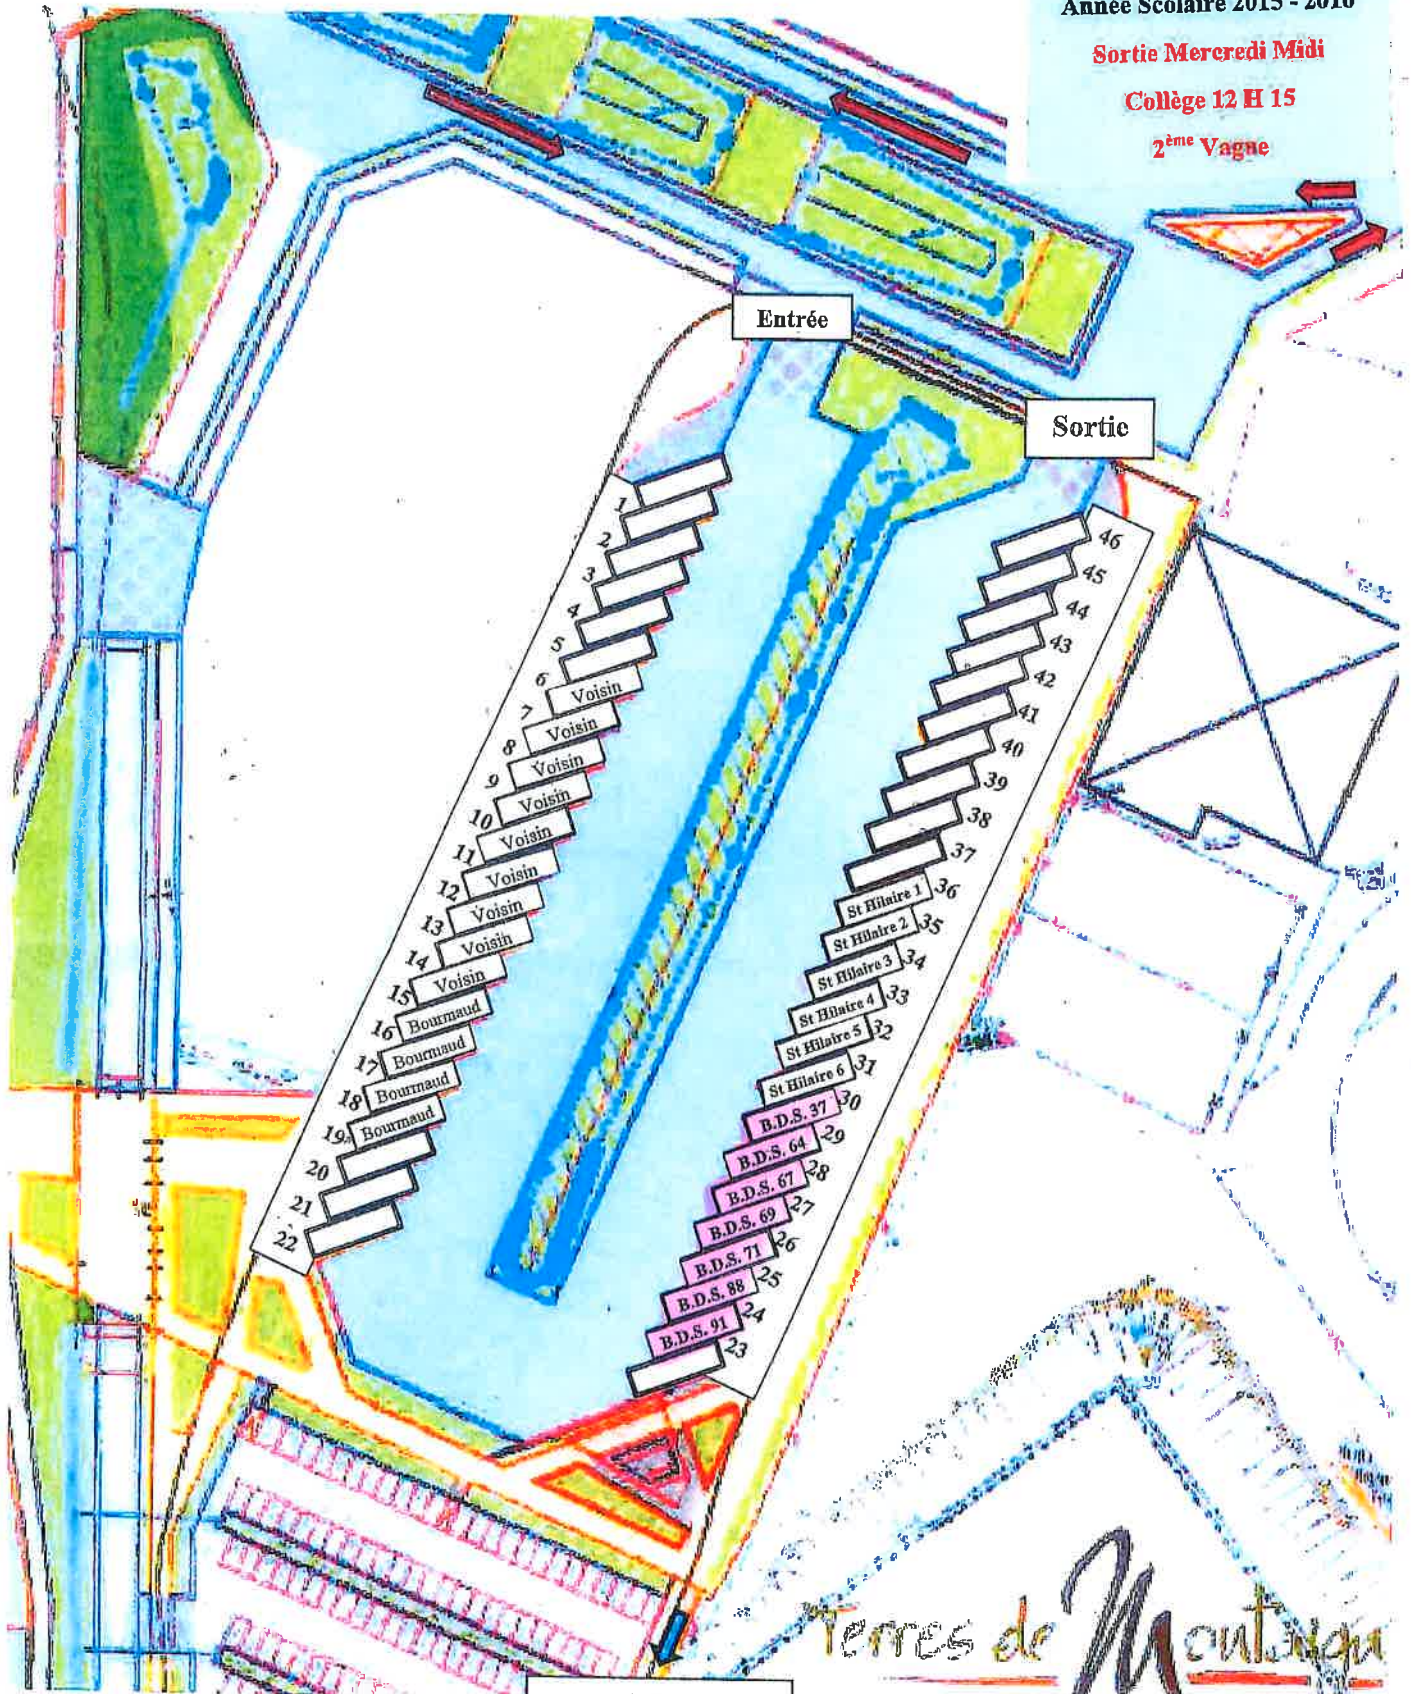 Année Scolaire 2015 - 2016
Sortie Mercredi Midi
Collège 12 H 15
2ème Vague
Entrée
Sortie
1
2
3
4
5
6
7 Voisin
8 Voisin
9 Voisin
10 Voisin
11 Voisin
12 Voisin
13 Voisin
14 Voisin
15 Voisin
16 Bourmaud
17 Bourmaud
18 Bourmaud
19 Bourmaud
20
21
22
46
45
44
43
42
41
40
39
38
37
St Hilaire 1 36
St Hilaire 2 35
St Hilaire 3 34
St Hilaire 4 33
St Hilaire 5 32
St Hilaire 6 31
B.D.S. 37 30
B.D.S. 64 29
B.D.S. 67 28
B.D.S. 69 27
B.D.S. 71 26
B.D.S. 88 25
B.D.S. 91 24
23
Terres de Montaigu